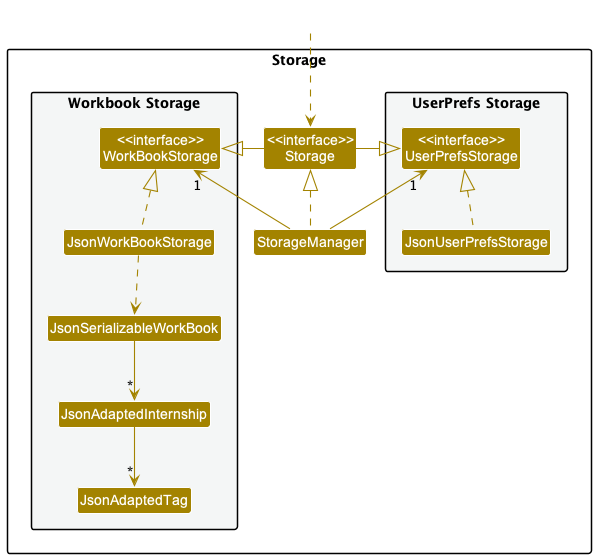 Storage
Workbook Storage
UserPrefs Storage
<<interface>>
WorkBookStorage
<<interface>>
Storage
<<interface>>
UserPrefsStorage
1
1
JsonWorkBookStorage
StorageManager
JsonUserPrefsStorage
JsonSerializableWorkBook
*
JsonAdaptedInternship
*
JsonAdaptedTag